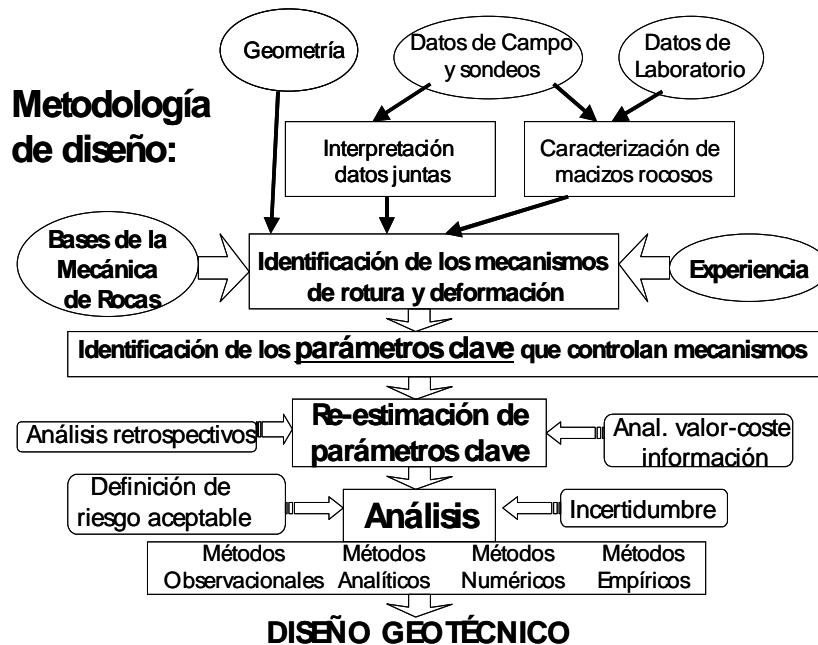 Geometría
Datos de Campo
y sondeos
Datos de
Laboratorio
Metodología
de diseño:
Interpretación
datos juntas
Caracterización de
macizos rocosos
Bases de la
Mecánica
de Rocas
Identificación de los mecanismos
de rotura y deformación
Experiencia
Identificación de los parámetros clave que controlan mecanismos
Análisis retrospectivos
Re-estimación de
parámetros clave
Anal. valor-coste
información
Definición de
riesgo aceptable
Análisis
Incertidumbre
Métodos
Observacionales
Métodos
Analíticos
Métodos
Numéricos
Métodos
Empíricos
DISEÑO GEOTÉCNICO